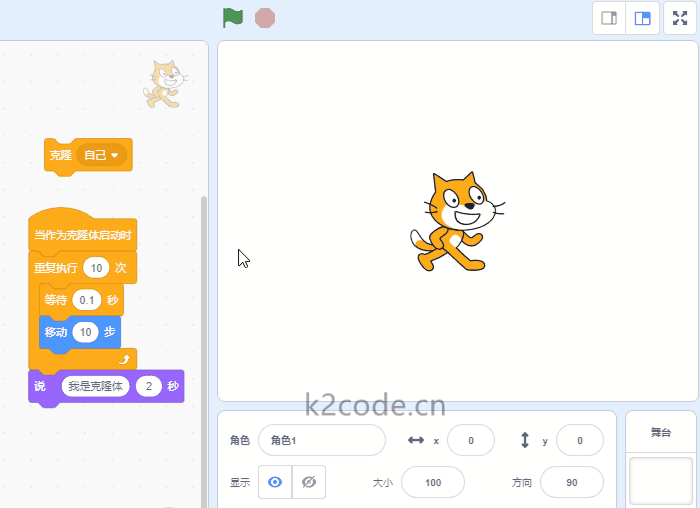 克隆 自己
当作为克隆体启动时
重复执行 10 次
等待 0.1 秒
移动 10 步
说 我是克隆体 2 秒
k2code.cn
角色 角色1 x 0 y 0
舞台
显示 大小 100 方向 90